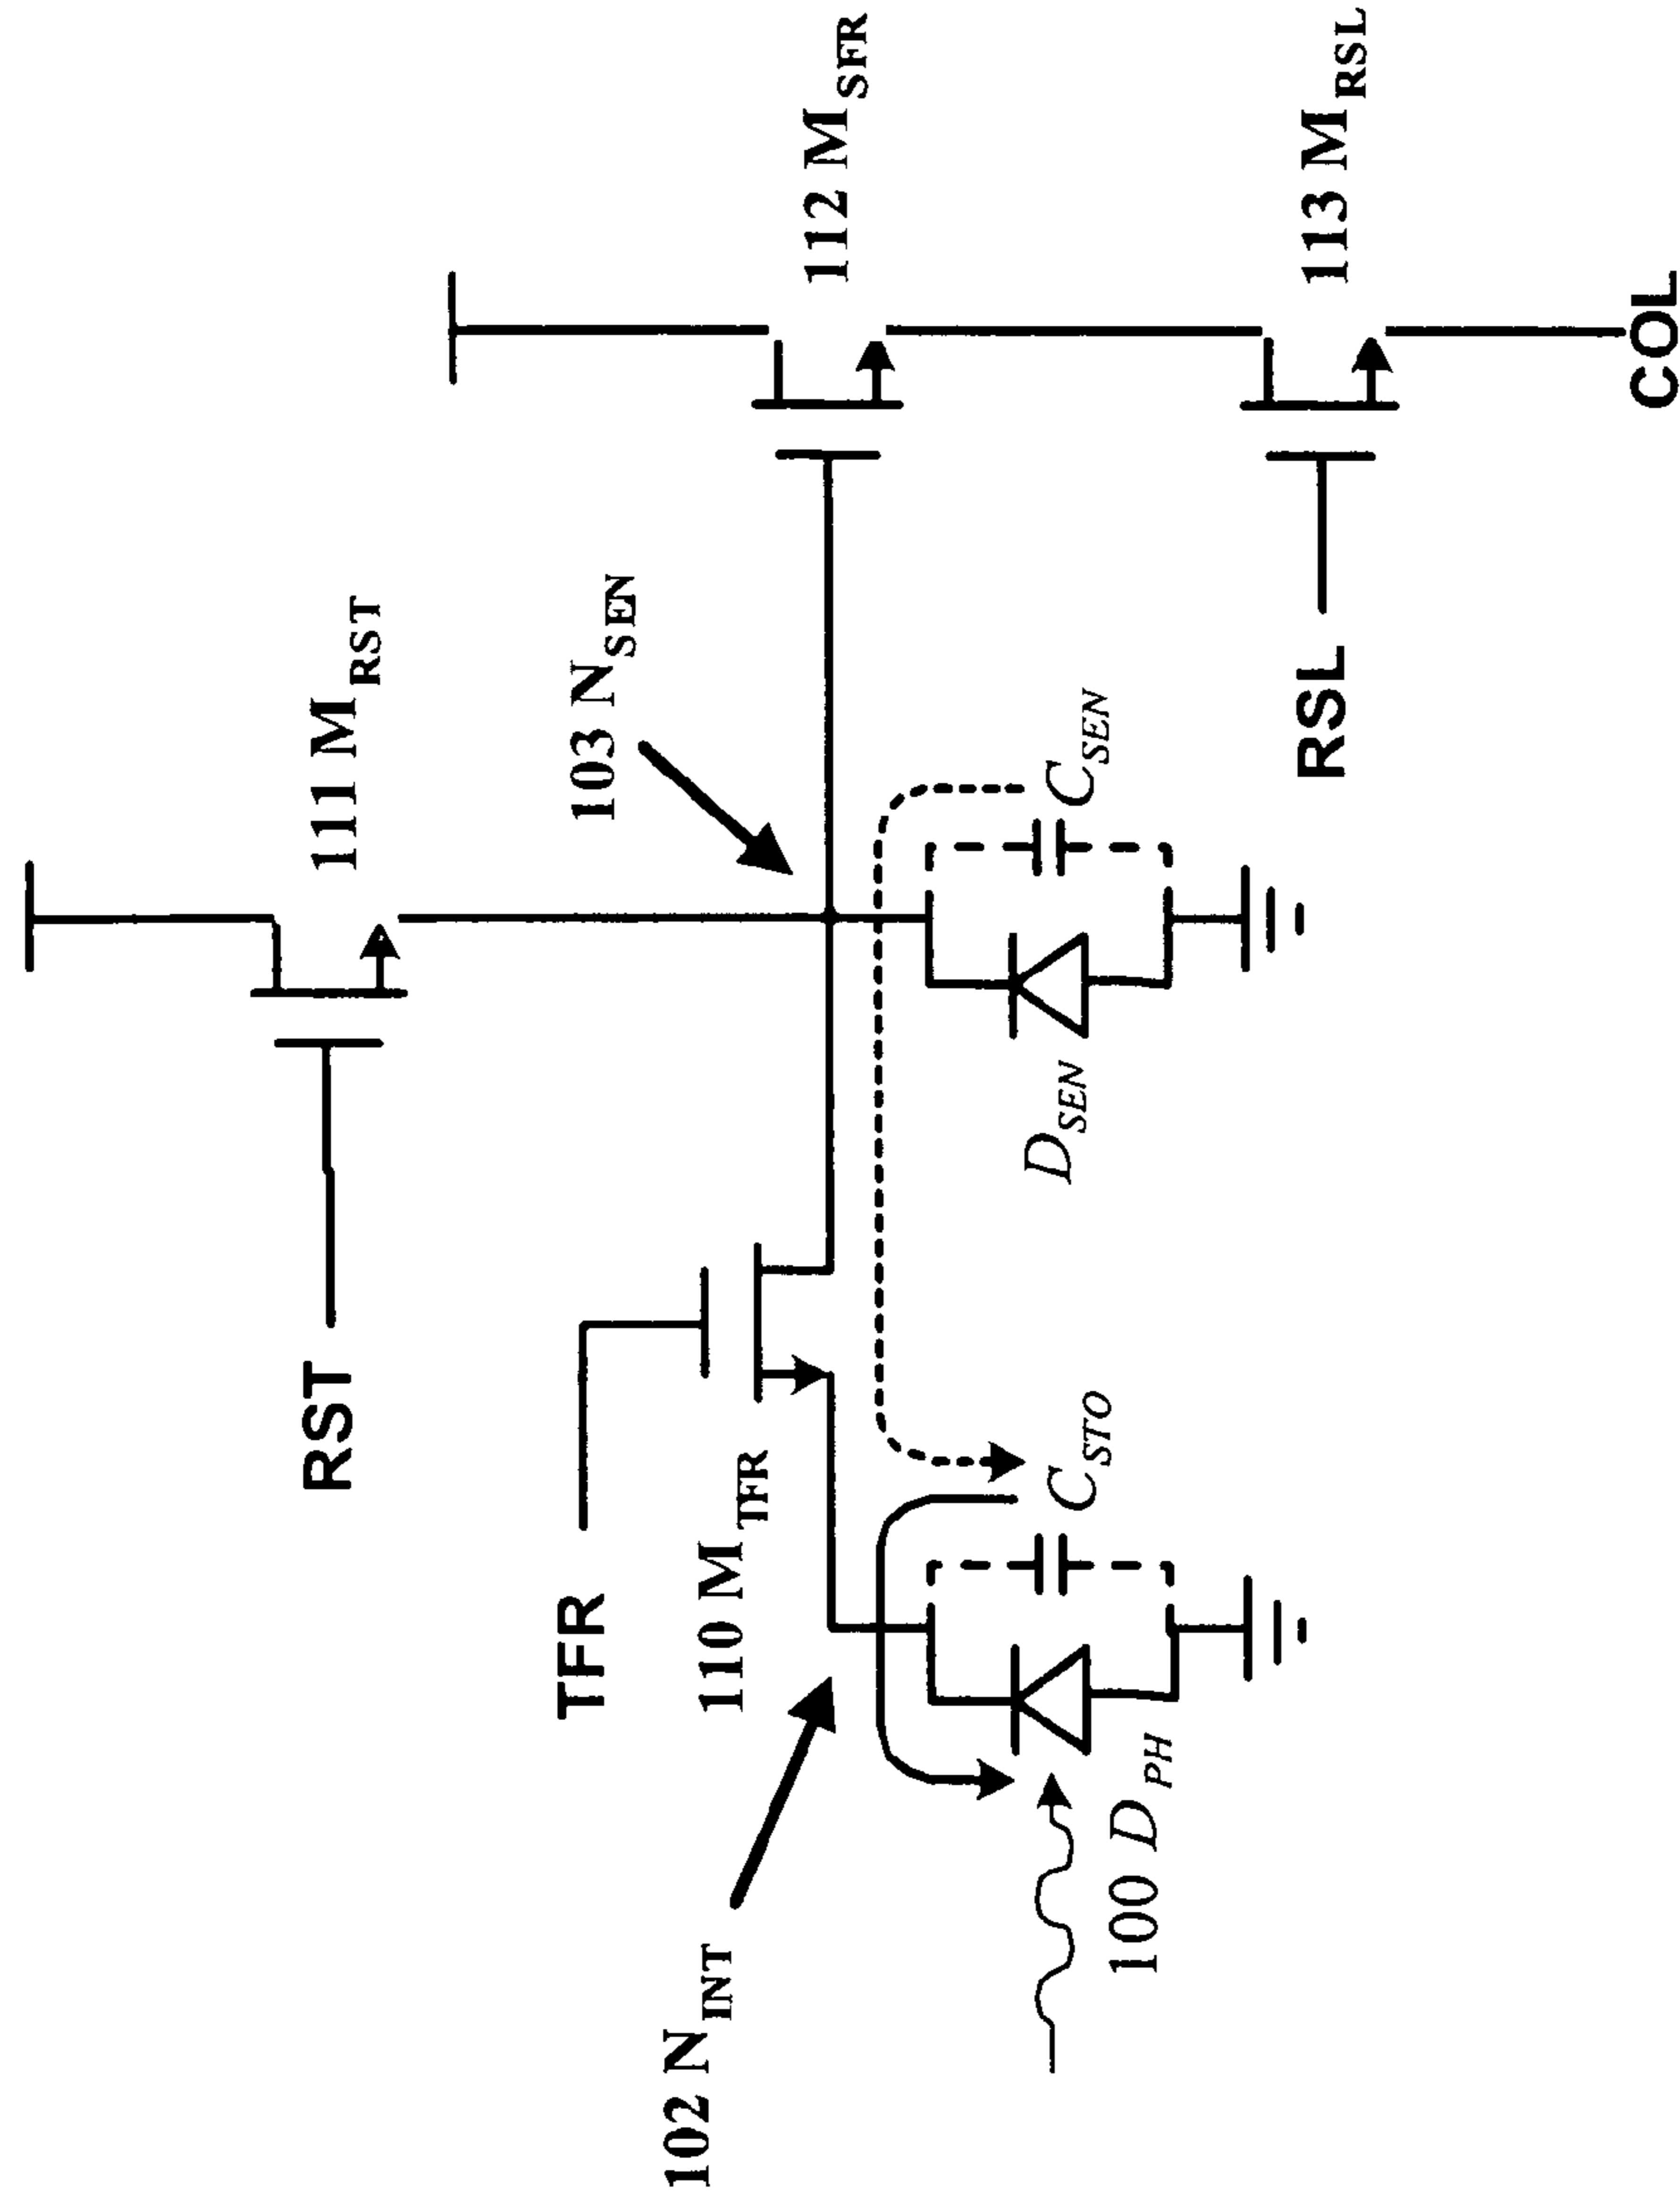 RST
111 M_RST
TFR
110 M_TFR
102 N_INT
103 N_SEN
112 M_SFR
100 D_PH
C_STO
D_SEN
C_SEN
RSL
113 M_RSL
COL